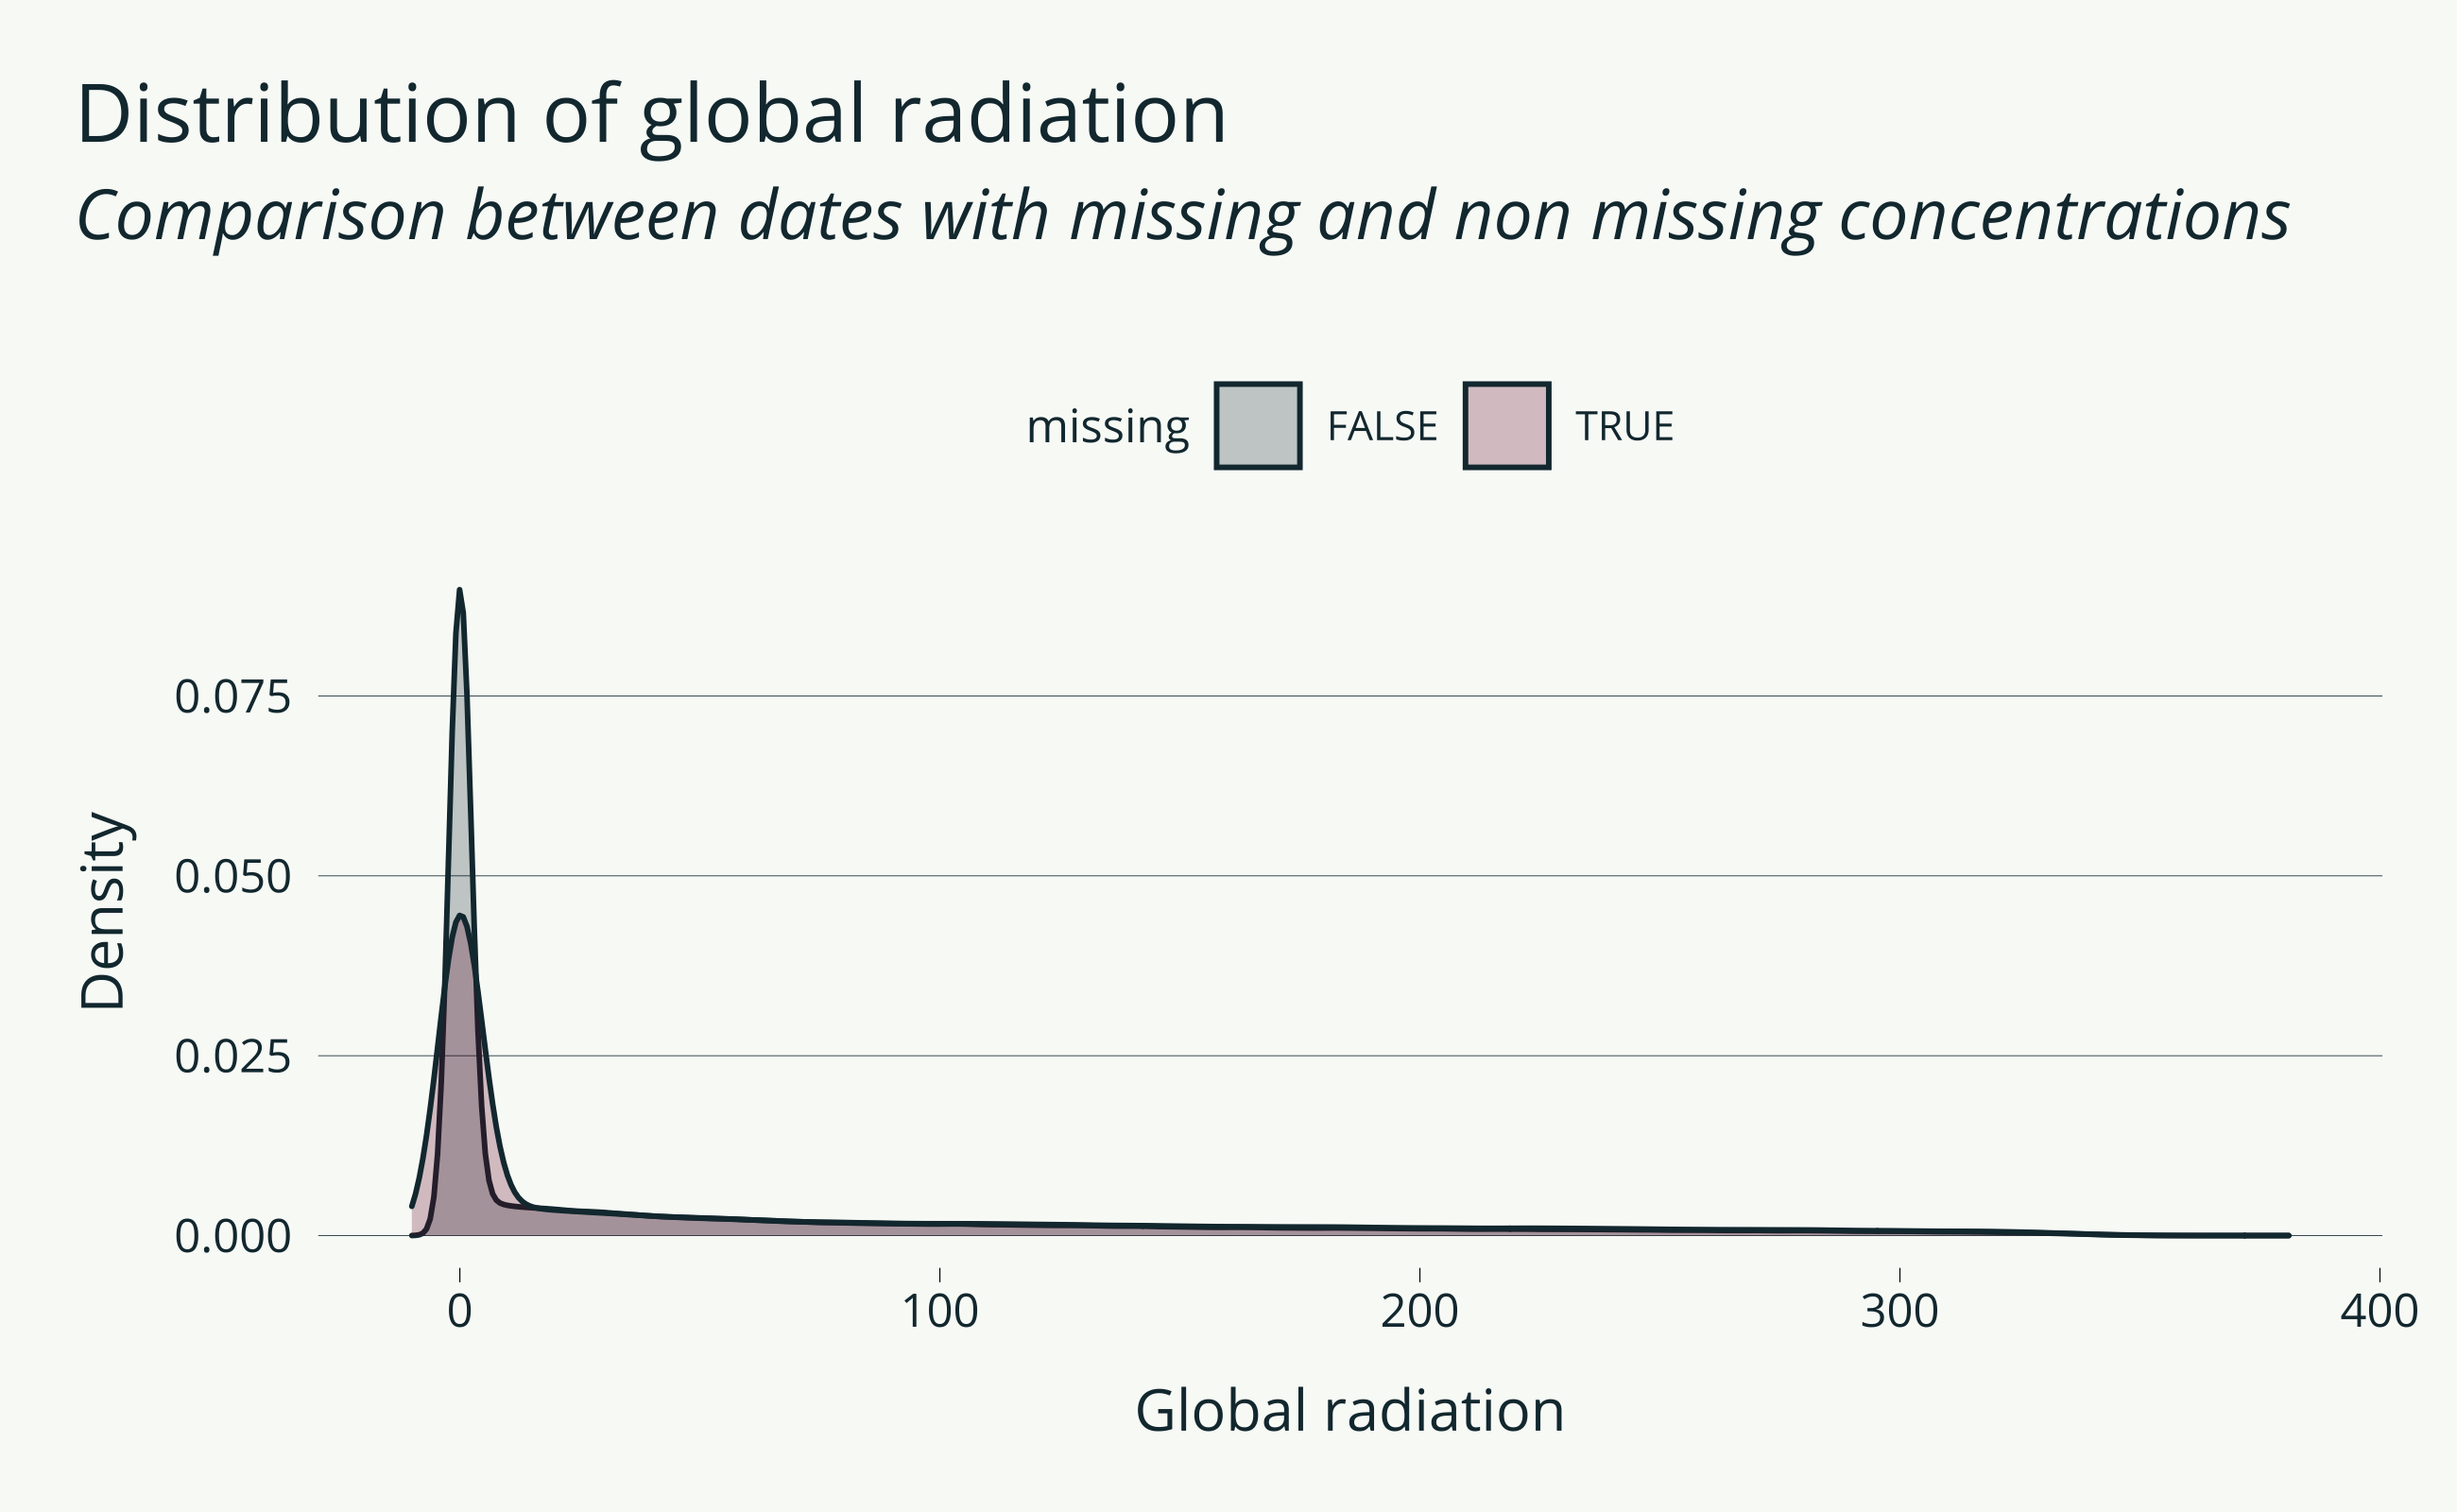 Distribution of global radiation
Comparison between dates with missing and non missing concentrations
missing FALSE TRUE
0.075
0.050
0.025
0.000
Density
0 100 200 300 400
Global radiation